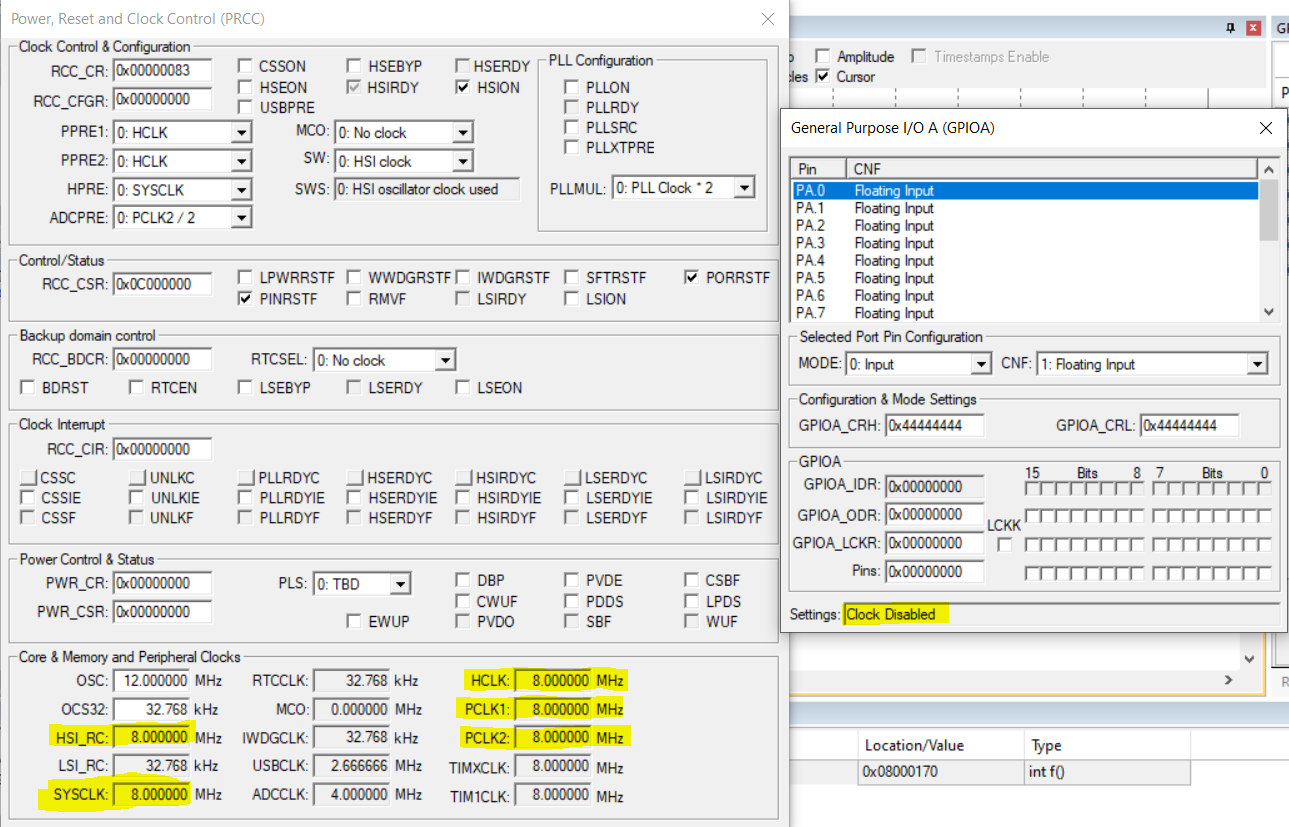 Power, Reset and Clock Control (PRCC)
Clock Control & Configuration
RCC_CR: 0x00000083
CSSON HSEBYP HSERDY
RCC_CFGR: 0x00000000
HSEON HSIRDY HSION
USBPRE
PPRE1: 0: HCLK MCO: 0: No clock
PPRE2: 0: HCLK SW: 0: HSI clock
HPRE: 0: SYSCLK SWS: 0: HSI oscillator clock used
ADCPRE: 0: PCLK2 / 2
PLL Configuration
PLLON
PLLRDY
PLLSRC
PLLXTPRE
PLLMUL: 0: PLL Clock * 2
Control/Status
RCC_CSR: 0x0C000000
LPWRRSTF WWDGRSTF IWDGRSTF SFTRSTF PORRSTF
PINRSTF RMVF LSIRDY LSION
Backup domain control
RCC_BDCR: 0x00000000 RTCSEL: 0: No clock
BDRST RTCEN LSEBYP LSERDY LSEON
Clock Interrupt
RCC_CIR: 0x00000000
CSSC UNLKC PLLRDYC HSERDYC HSIRDYC LSERDYC LSIRDYC
CSSIE UNLKIE PLLRDYIE HSERDYIE HSIRDYIE LSERDYIE LSIRDYIE
CSSF UNLKF PLLRDYF HSERDYF HSIRDYF LSERDYF LSIRDYF
Power Control & Status
PWR_CR: 0x00000000 PLS: 0: TBD DBP PVDE CSBF
PWR_CSR: 0x00000000 CWUF PDDS LPDS
EWUP PVDO SBF WUF
Core & Memory and Peripheral Clocks
OSC: 12.000000 MHz RTCCLK: 32.768 kHz HCLK: 8.000000 MHz
OCS32: 32.768 kHz MCO: 0.000000 MHz PCLK1: 8.000000 MHz
HSI_RC: 8.000000 MHz IWDGCLK: 32.768 kHz PCLK2: 8.000000 MHz
LSI_RC: 32.768 kHz USBCLK: 2.666666 MHz TIMXCLK: 8.000000 MHz
SYSCLK: 8.000000 MHz ADCCLK: 4.000000 MHz TIM1CLK: 8.000000 MHz
Amplitude Timestamps Enable
Cursor
General Purpose I/O A (GPIOA)
Pin CNF
PA.0 Floating Input
PA.1 Floating Input
PA.2 Floating Input
PA.3 Floating Input
PA.4 Floating Input
PA.5 Floating Input
PA.6 Floating Input
PA.7 Floating Input
Selected Port Pin Configuration
MODE: 0: Input CNF: 1: Floating Input
Configuration & Mode Settings
GPIOA_CRH: 0x44444444 GPIOA_CRL: 0x44444444
GPIOA
15 Bits 8 7 Bits 0
GPIOA_IDR: 0x00000000
GPIOA_ODR: 0x00000000
LCKK
GPIOA_LCKR: 0x00000000
Pins: 0x00000000
Settings: Clock Disabled
Location/Value Type
0x08000170 int f()